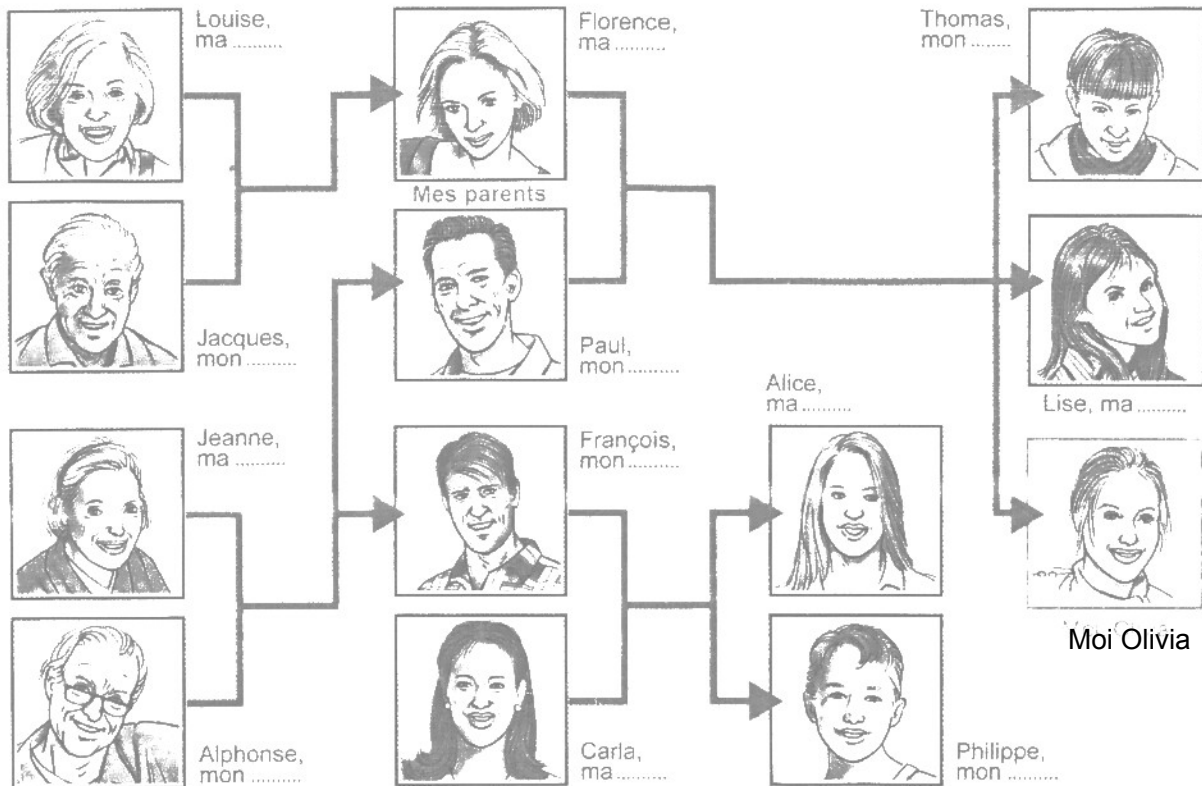 Louise,
ma ..........
Florence,
ma ..........
Thomas,
mon ........
Mes parents
Jacques,
mon ..........
Paul,
mon ..........
Alice,
ma ..........
Lise, ma ..........
Jeanne,
ma ..........
François,
mon ..........
Moi Olivia
Alphonse,
mon ..........
Carla,
ma ..........
Philippe,
mon ..........